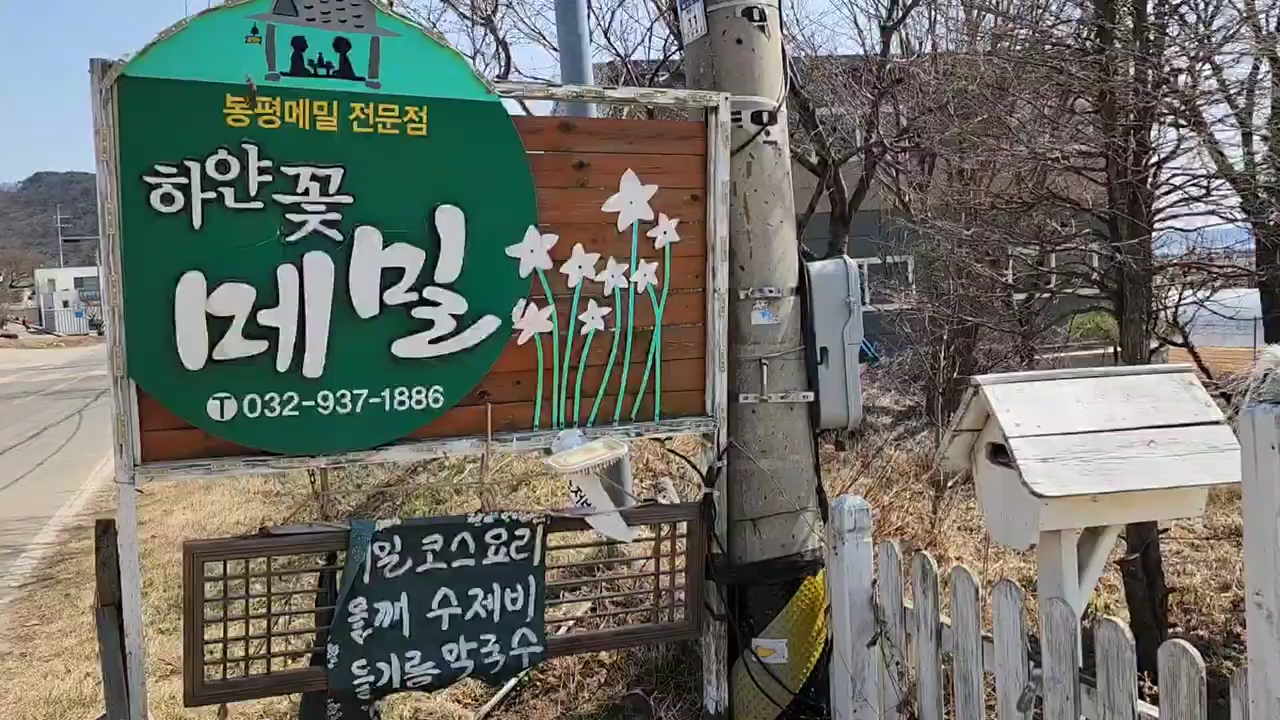 봉평메밀 전문점
하얀꽃
메밀
T 032-937-1886
밀코스요리
들깨 수제비
들기름 막국수